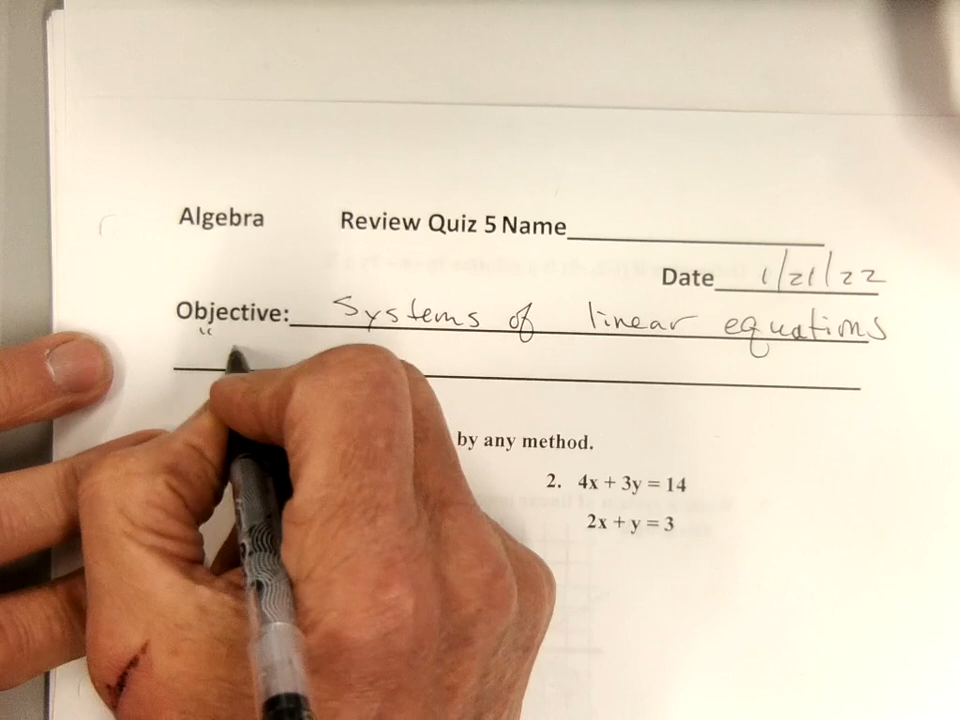 Algebra Review Quiz 5 Name
Date 1/21/22
Objective: Systems of linear equations
"
by any method.
2. 4x + 3y = 14
2x + y = 3